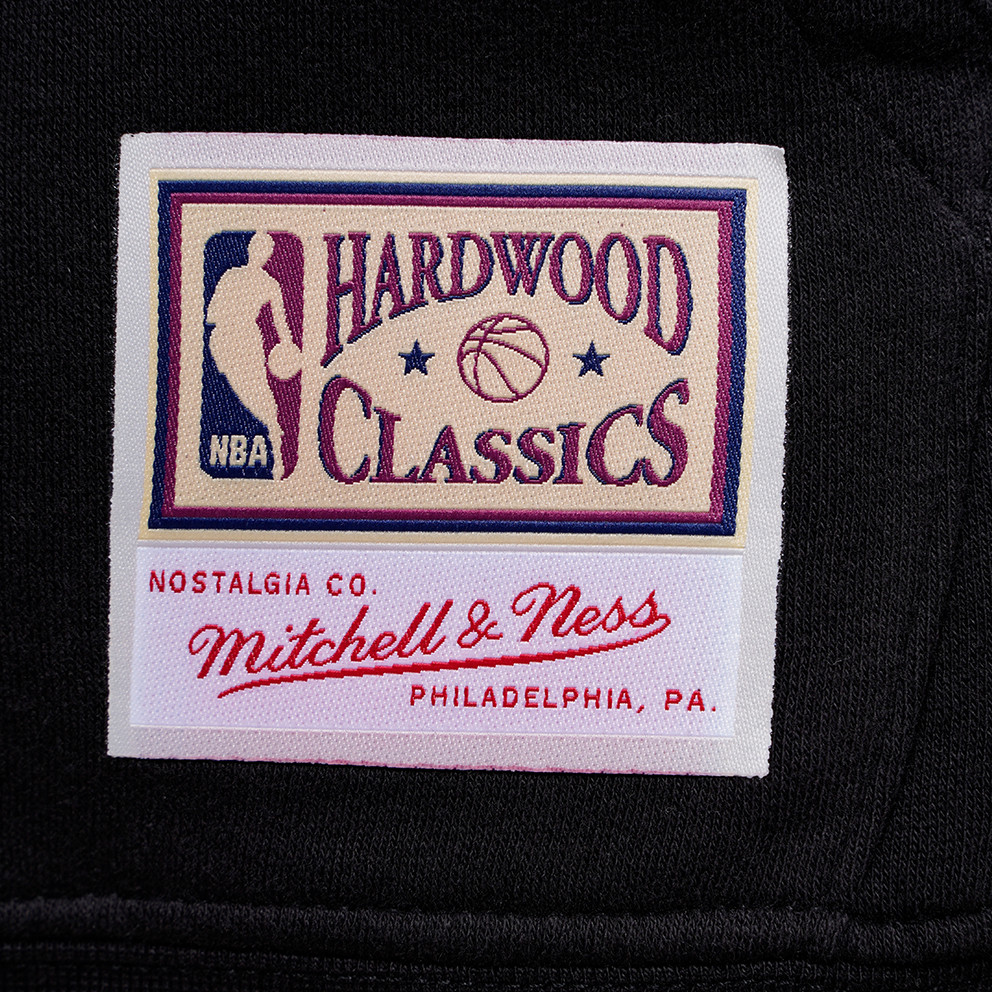 HARDWOOD
CLASSICS
NBA
NOSTALGIA CO.
Mitchell & Ness
PHILADELPHIA, PA.